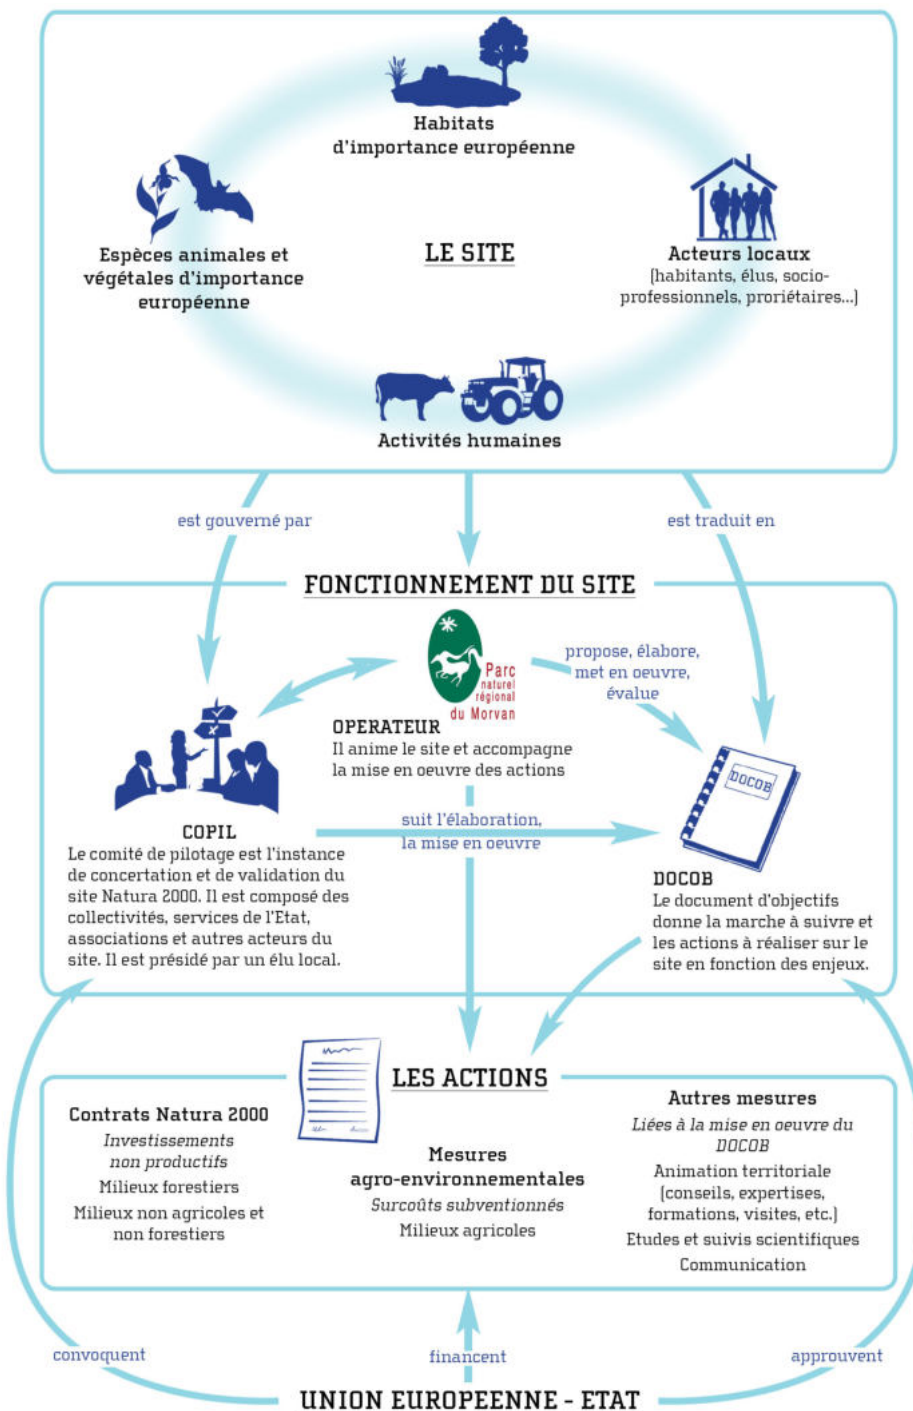 Habitats
d'importance européenne
Espèces animales et
végétales d'importance
européenne
LE SITE
Acteurs locaux
(habitants, élus, socio-
professionnels, proriétaires...)
Activités humaines
est gouverné par
est traduit en
FONCTIONNEMENT DU SITE
Parc
naturel
régional
du Morvan
propose, élabore,
met en oeuvre,
évalue
OPERATEUR
Il anime le site et accompagne
la mise en oeuvre des actions
DOCOB
suit l'élaboration,
la mise en oeuvre
COPIL
Le comité de pilotage est l'instance
de concertation et de validation du
site Natura 2000. Il est composé des
collectivités, services de l'Etat,
associations et autres acteurs du
site. Il est présidé par un élu local.
DOCOB
Le document d'objectifs
donne la marche à suivre et
les actions à réaliser sur le
site en fonction des enjeux.
LES ACTIONS
Contrats Natura 2000
Investissements
non productifs
Milieux forestiers
Milieux non agricoles et
non forestiers
Mesures
agro-environnementales
Surcoûts subventionnés
Milieux agricoles
Autres mesures
Liées à la mise en oeuvre du
DOCOB
Animation territoriale
(conseils, expertises,
formations, visites, etc.)
Etudes et suivis scientifiques
Communication
convoquent
financent
approuvent
UNION EUROPEENNE - ETAT